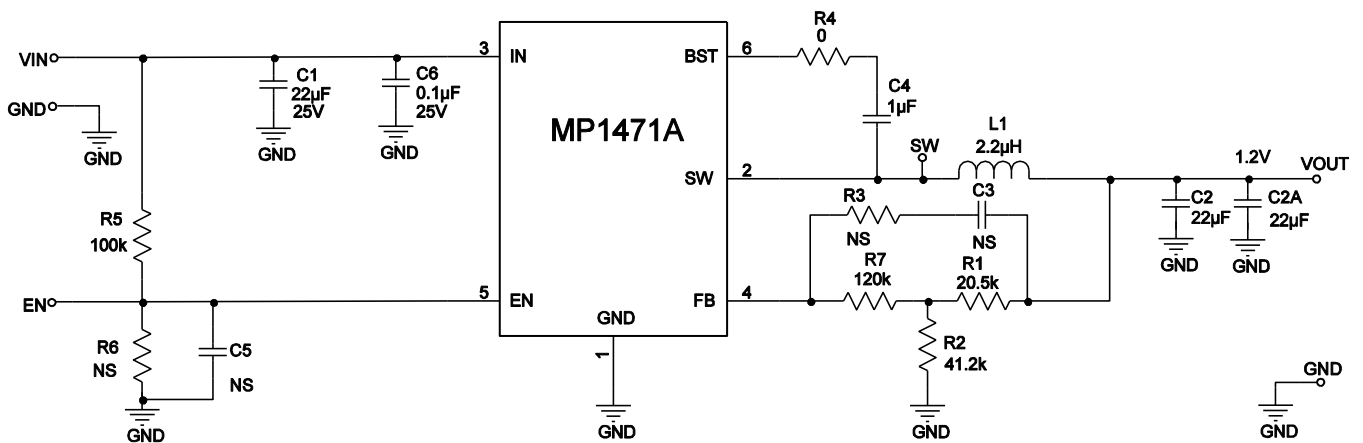 R4
0
VIN
3
IN
BST
6
C1
22µF
25V
C6
0.1µF
25V
C4
1µF
GND
GND
GND
GND
MP1471A
L1
2.2µH
SW
SW
2
1.2V
VOUT
R5
100k
R3
NS
C3
NS
C2
22µF
C2A
22µF
GND
GND
R7
120k
R1
20.5k
EN
5
EN
FB
4
GND
R6
NS
C5
NS
1
R2
41.2k
GND
GND
GND
GND
GND